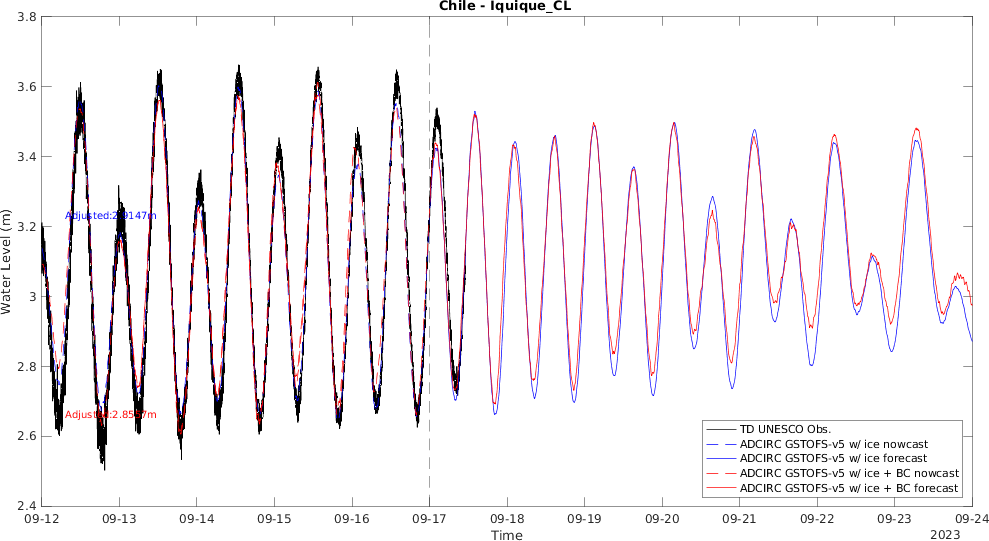 Chile - Iquique_CL
3.8
3.6
3.4
3.2
3
2.8
2.6
2.4
Water Level (m)
Adjusted:2.9147m
TD UNESCO Obs.
ADCIRC GSTOFS-v5 w/ ice nowcast
ADCIRC GSTOFS-v5 w/ ice forecast
ADCIRC GSTOFS-v5 w/ ice + BC nowcast
ADCIRC GSTOFS-v5 w/ ice + BC forecast
09-12 09-13 09-14 09-15 09-16 09-17 09-18 09-19 09-20 09-21 09-22 09-23 09-24
Time
2023